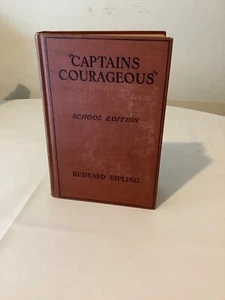 "CAPTAINS
COURAGEOUS"
SCHOOL EDITION
RUDYARD KIPLING